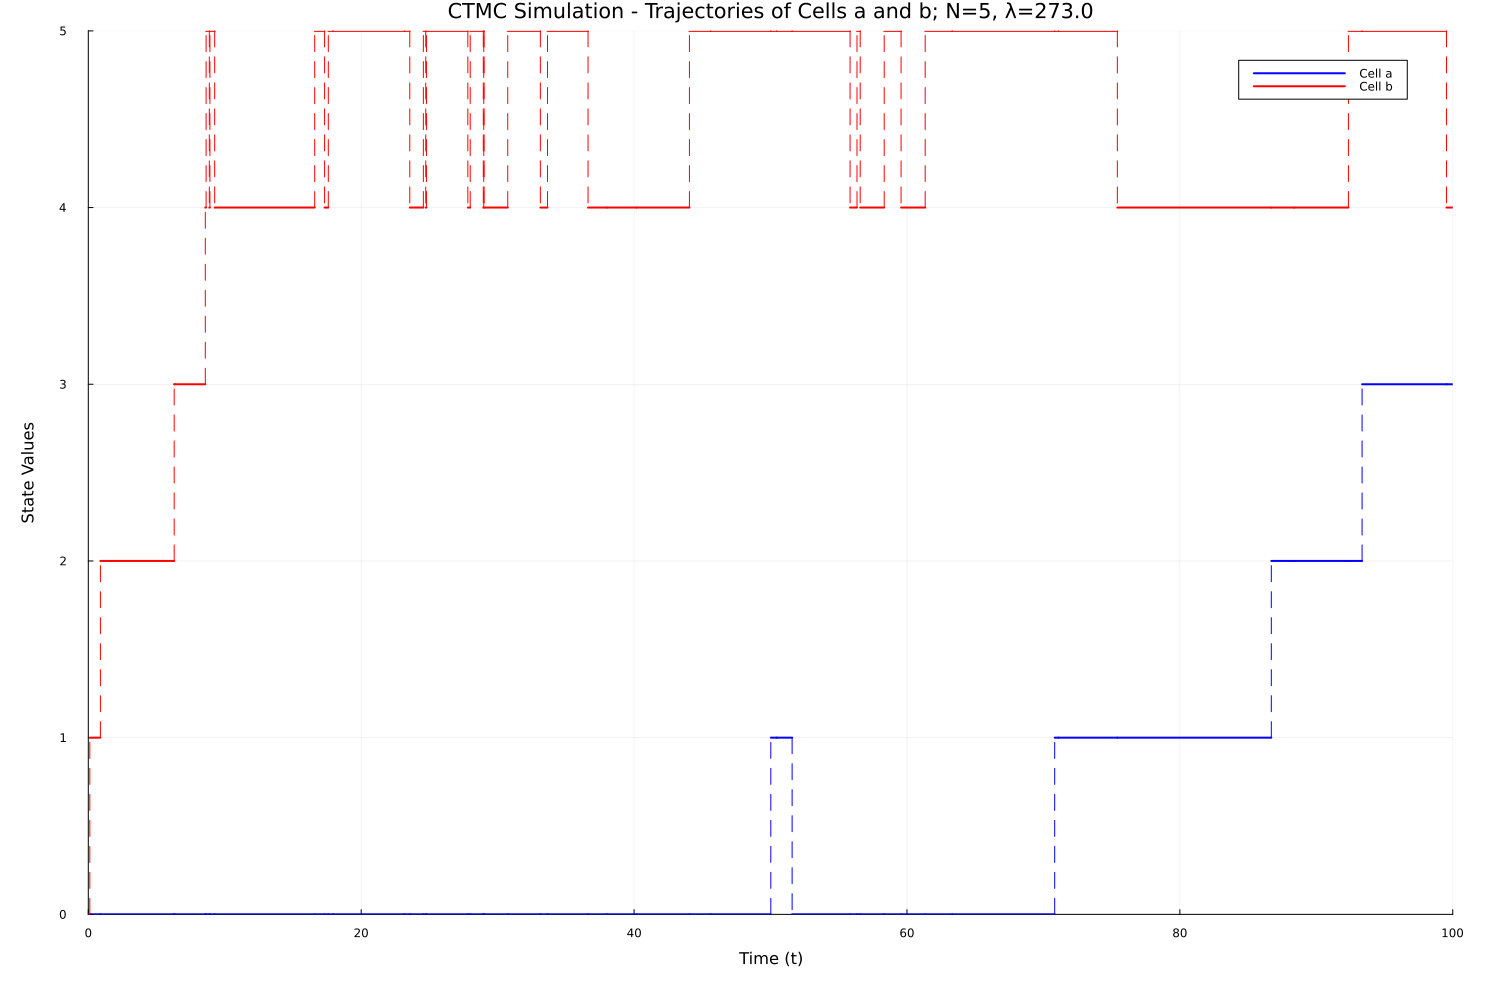 CTMC Simulation - Trajectories of Cells a and b; N=5, λ=273.0
5
Cell a
Cell b
4
3
State Values
2
1
0
0 20 40 60 80 100
Time (t)